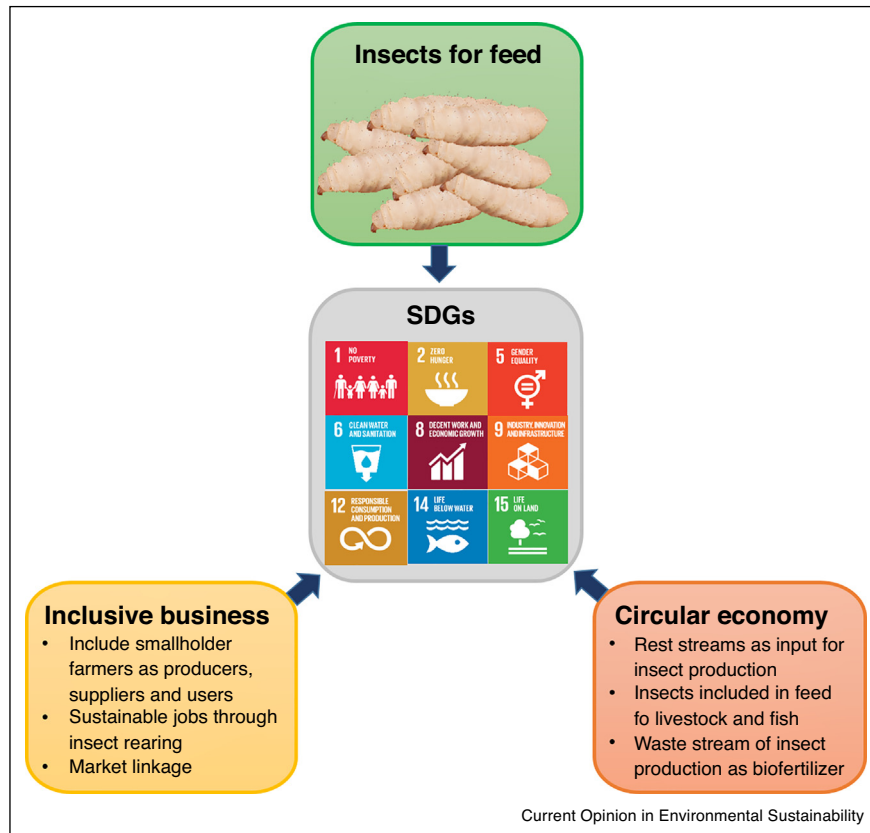 Insects for feed
SDGs
1 NO
POVERTY
2 ZERO
HUNGER
5 GENDER
EQUALITY
6 CLEAN WATER
AND SANITATION
8 DECENT WORK AND
ECONOMIC GROWTH
9 INDUSTRY, INNOVATION
AND INFRASTRUCTURE
12 RESPONSIBLE
CONSUMPTION
AND PRODUCTION
14 LIFE
BELOW WATER
15 LIFE
ON LAND
Inclusive business
• Include smallholder
farmers as producers,
suppliers and users
• Sustainable jobs through
insect rearing
• Market linkage
Circular economy
• Rest streams as input for
insect production
• Insects included in feed
fo livestock and fish
• Waste stream of insect
production as biofertilizer
Current Opinion in Environmental Sustainability